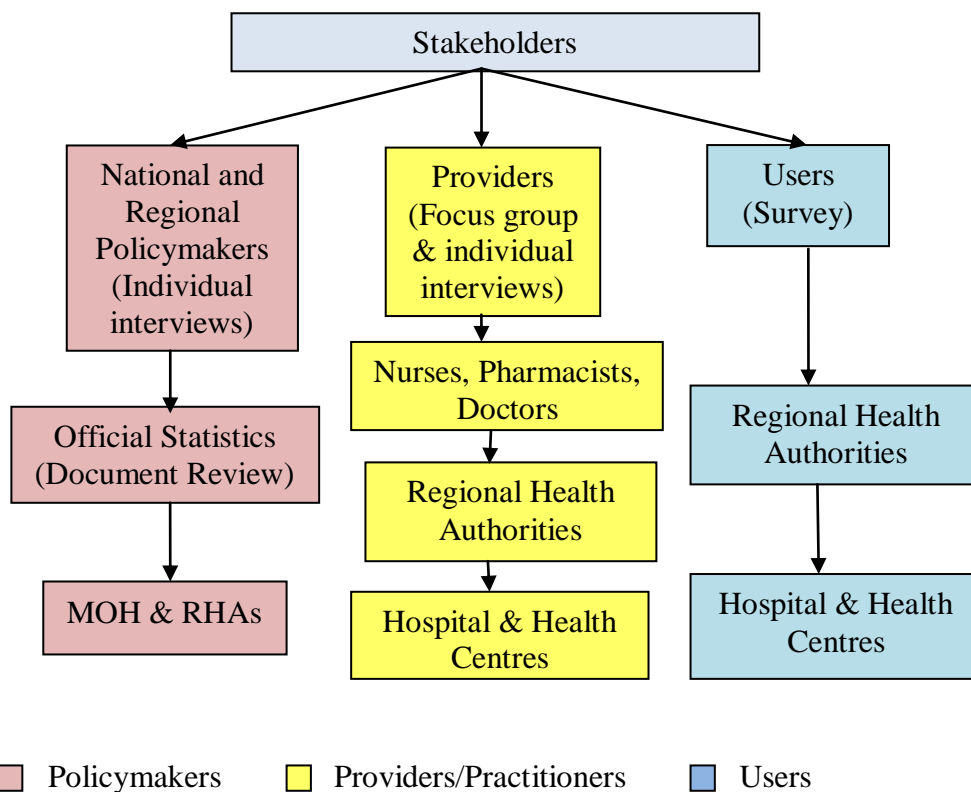 Stakeholders
National and
Regional
Policymakers
(Individual
interviews)
Official Statistics
(Document Review)
MOH & RHAs
Providers
(Focus group
& individual
interviews)
Nurses, Pharmacists,
Doctors
Regional Health
Authorities
Hospital & Health
Centres
Users
(Survey)
Regional Health
Authorities
Hospital & Health
Centres
Policymakers
Providers/Practitioners
Users